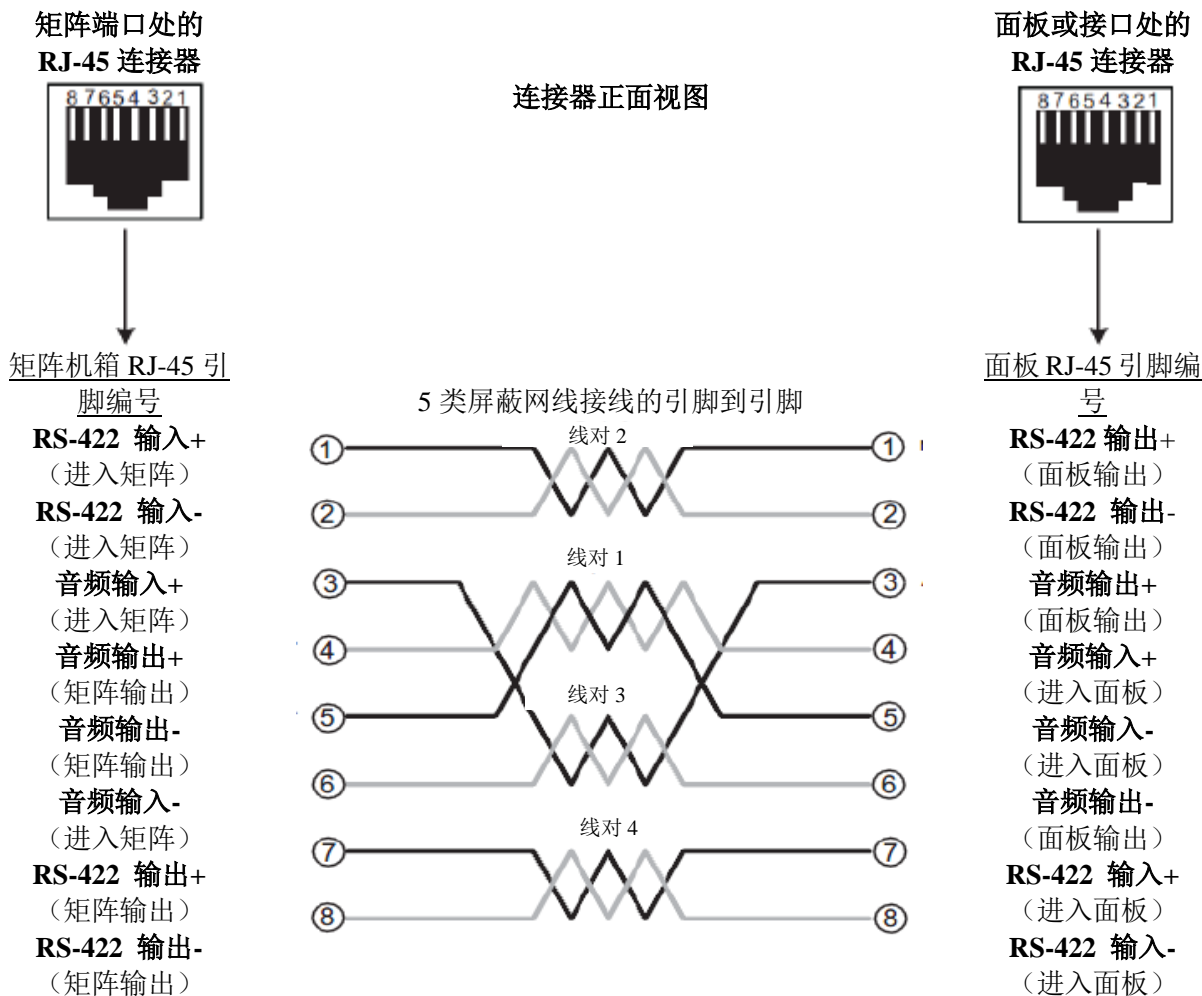 矩阵端口处的
RJ-45 连接器
87654 321
连接器正面视图
面板或接口处的
RJ-45 连接器
87654 321
矩阵机箱 RJ-45 引
脚编号
RS-422 输入+
（进入矩阵）
RS-422 输入-
（进入矩阵）
音频输入+
（进入矩阵）
音频输出+
（矩阵输出）
音频输出-
（矩阵输出）
音频输入-
（进入矩阵）
RS-422 输出+
（矩阵输出）
RS-422 输出-
（矩阵输出）
5 类屏蔽网线接线的引脚到引脚
线对 2
① ①
② ②
线对 1
③ ③
④ ④
线对 3
⑤ ⑤
⑥ ⑥
线对 4
⑦ ⑦
⑧ ⑧
面板 RJ-45 引脚编
号
RS-422 输出+
（面板输出）
RS-422 输出-
（面板输出）
音频输出+
（面板输出）
音频输入+
（进入面板）
音频输入-
（进入面板）
音频输出-
（面板输出）
RS-422 输入+
（进入面板）
RS-422 输入-
（进入面板）